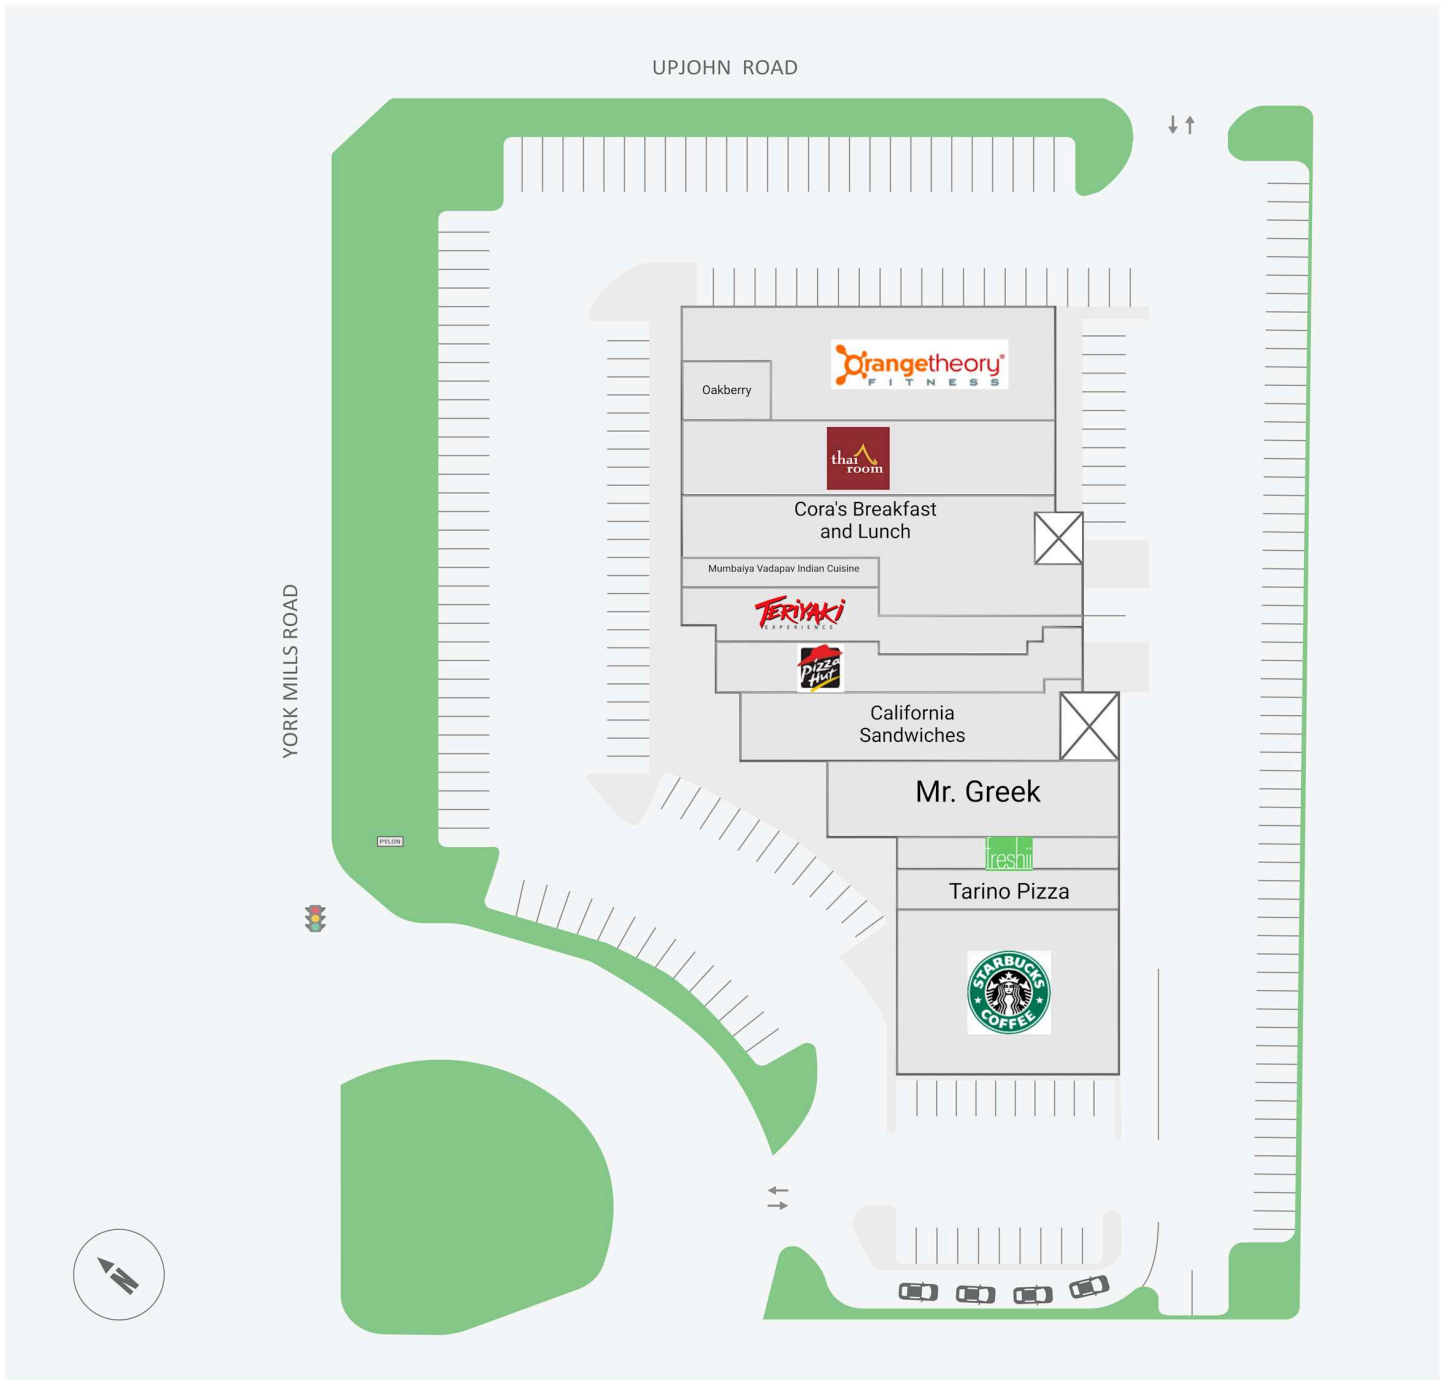 UPJOHN ROAD
Orangetheory®
FITNESS
Oakberry
thai
room
Cora's Breakfast
and Lunch
Mumbaiya Vadapav Indian Cuisine
TERIYAKI
EXPERIENCE
YORK MILLS ROAD
Pizza
Hut
California
Sandwiches
Mr. Greek
PYLON
freshii
Tarino Pizza
STARBUCKS
COFFEE
N